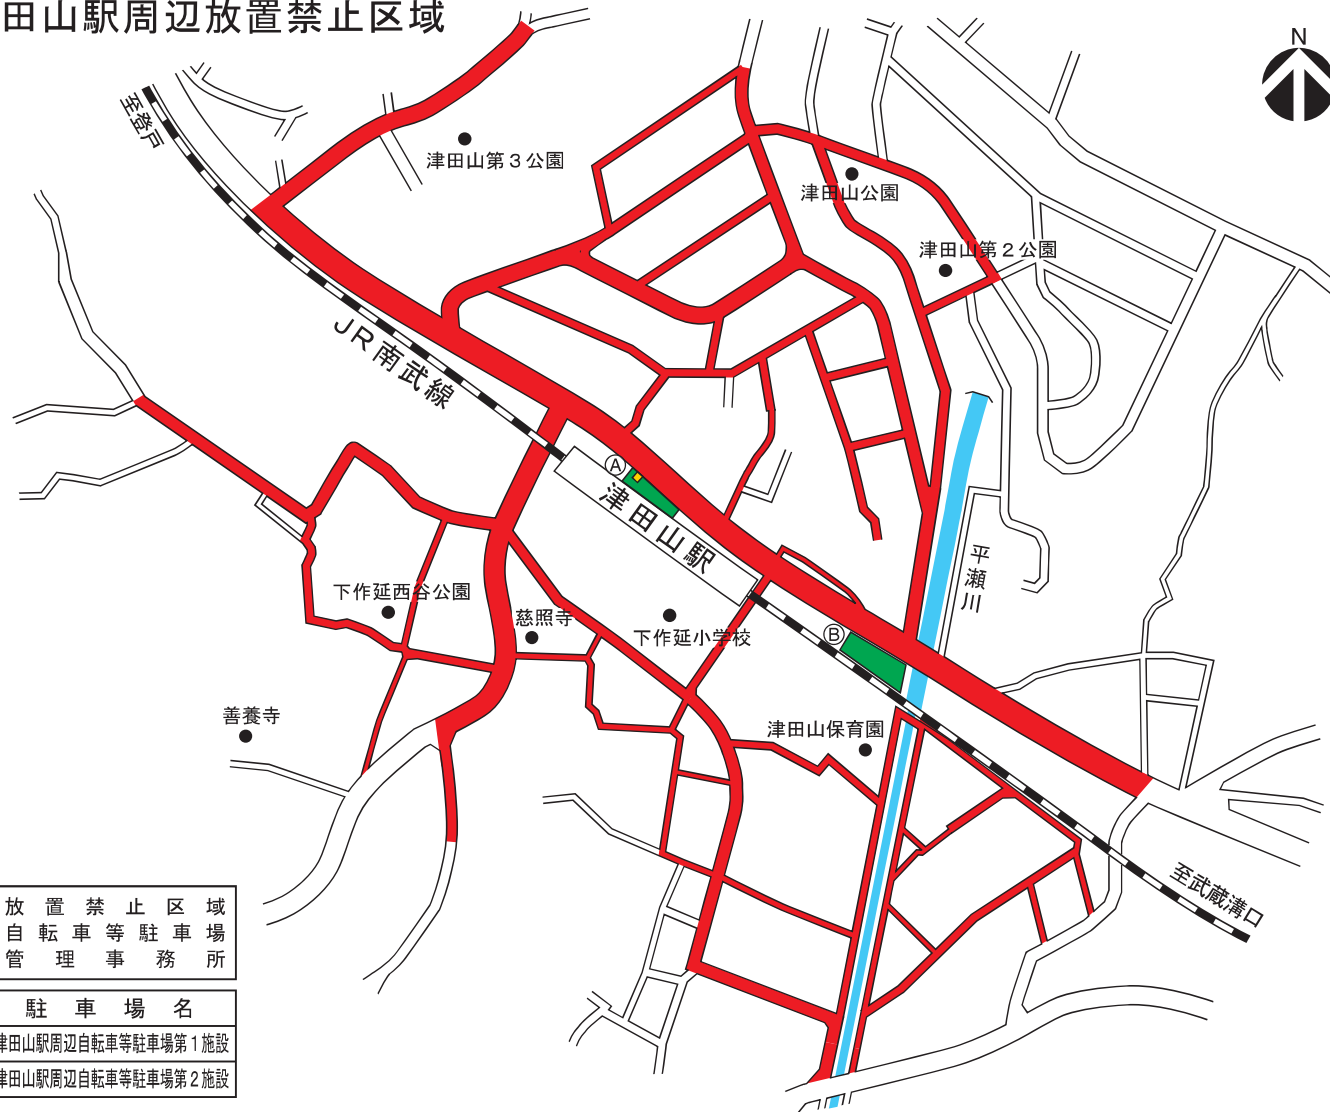 田山駅周辺放置禁止区域
N
至登戸
津田山第３公園
津田山公園
津田山第２公園
JR南武線
A
津田山駅
平瀬川
下作延西谷公園
慈照寺
下作延小学校
B
善養寺
津田山保育園
至武蔵溝口
放置禁止区域
自転車等駐車場
管理事務所
駐車場名
津田山駅周辺自転車等駐車場第１施設
津田山駅周辺自転車等駐車場第２施設